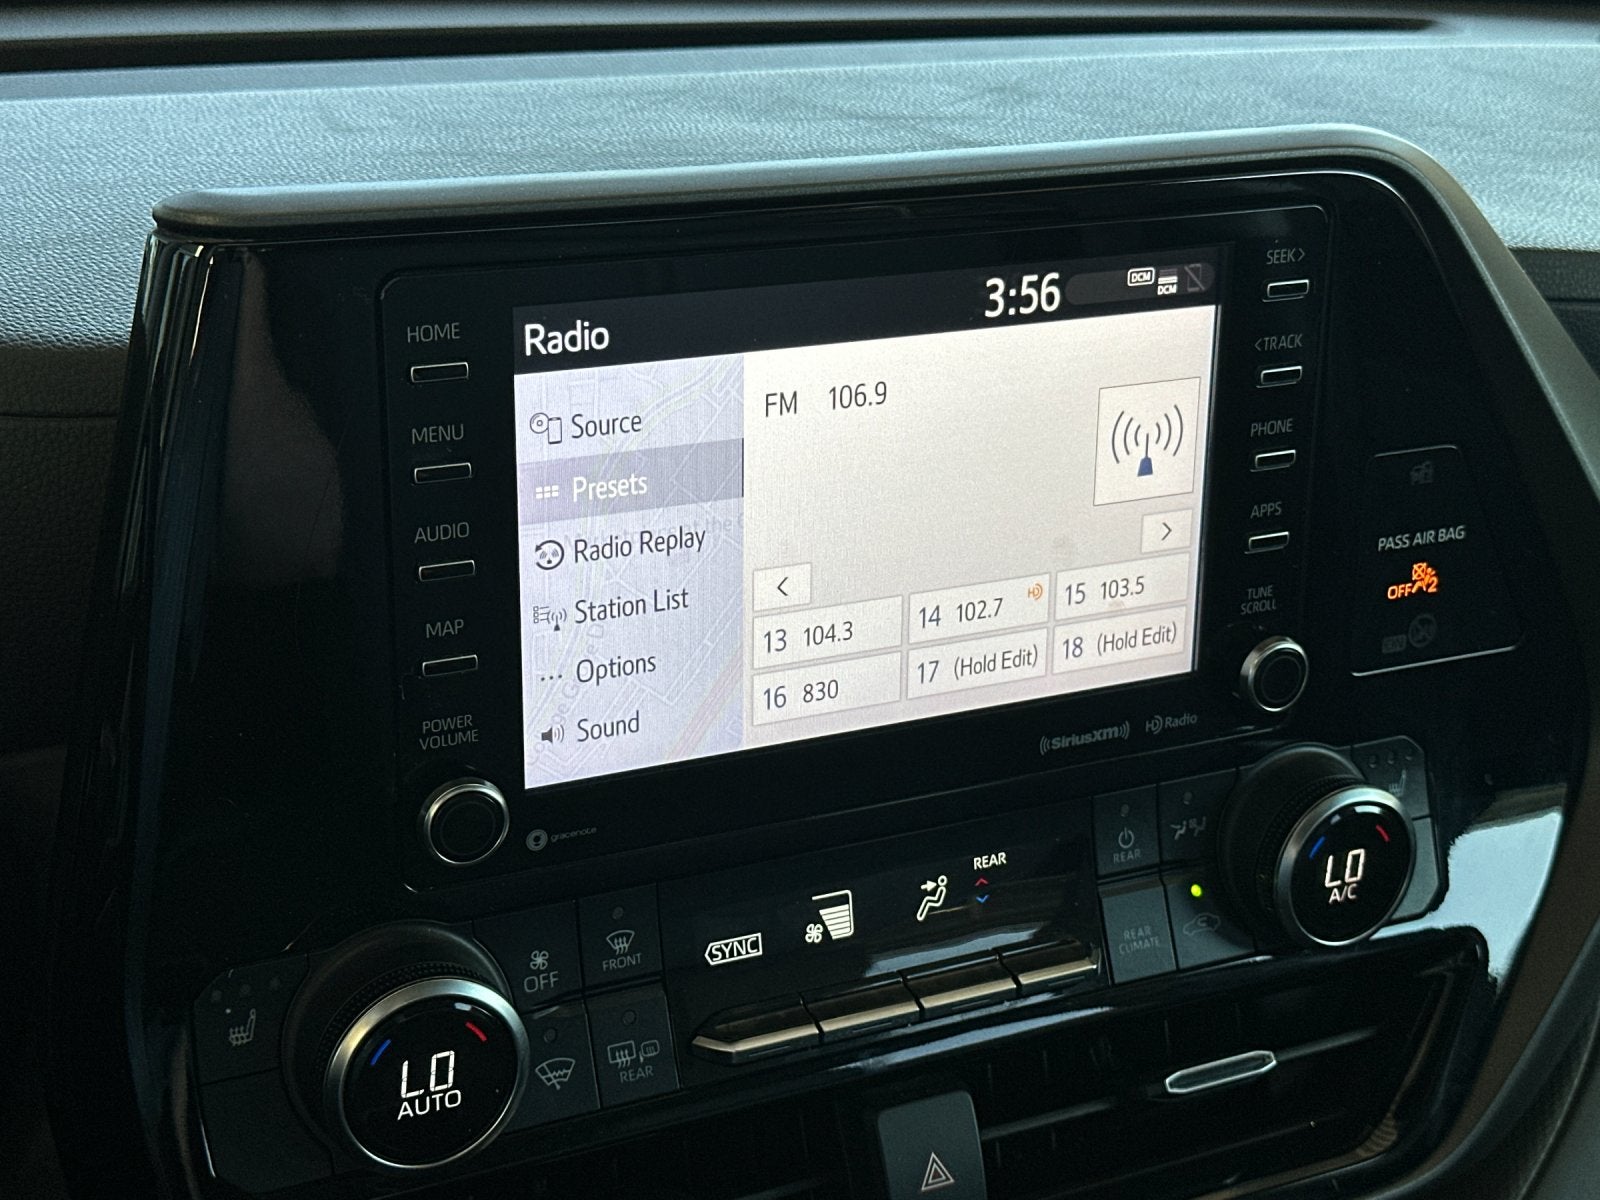 HOME
MENU
AUDIO
MAP
POWER
VOLUME
Radio
3:56
DCM
DCM
Source
Presets
Radio Replay
Station List
Options
Sound
FM 106.9
13 104.3
14 102.7 HD
15 103.5
16 830
17 (Hold Edit)
18 (Hold Edit)
SEEK>
<TRACK
PHONE
APPS
TUNE
SCROLL
PASS AIR BAG
OFF 2
gracenote
((SiriusXM))
HD Radio
OFF
FRONT
REAR
SYNC
REAR
REAR
REAR
CLIMATE
LO
AUTO
LO
A/C